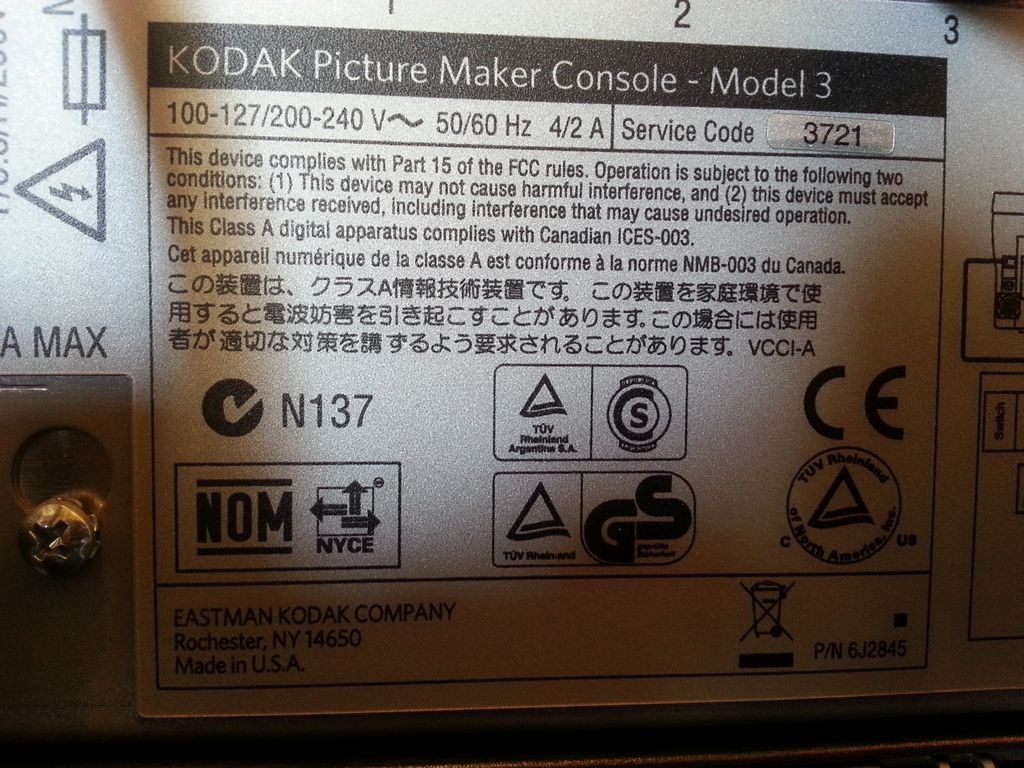 2
3
KODAK Picture Maker Console - Model 3
100-127/200-240 V～ 50/60 Hz 4/2 A
Service Code 3721
This device complies with Part 15 of the FCC rules. Operation is subject to the following two
conditions: (1) This device may not cause harmful interference, and (2) this device must accept
any interference received, including interference that may cause undesired operation.
This Class A digital apparatus complies with Canadian ICES-003.
Cet appareil numérique de la classe A est conforme à la norme NMB-003 du Canada.
この装置は、クラスA情報技術装置です。 この装置を家庭環境で使
用すると電波妨害を引き起こすことがあります。この場合には使用
者が適切な対策を講ずるよう要求されることがあります。 VCCI-A
A MAX
N137
TÜV
Rheinland
Argentina S.A.
S
CE
NOM
NYCE
TÜV Rheinland
GS
geprüfte
Sicherheit
TÜV Rheinland
of North America, Inc.
C US
Switch
EASTMAN KODAK COMPANY
Rochester, NY 14650
Made in U.S.A.
P/N 6J2845